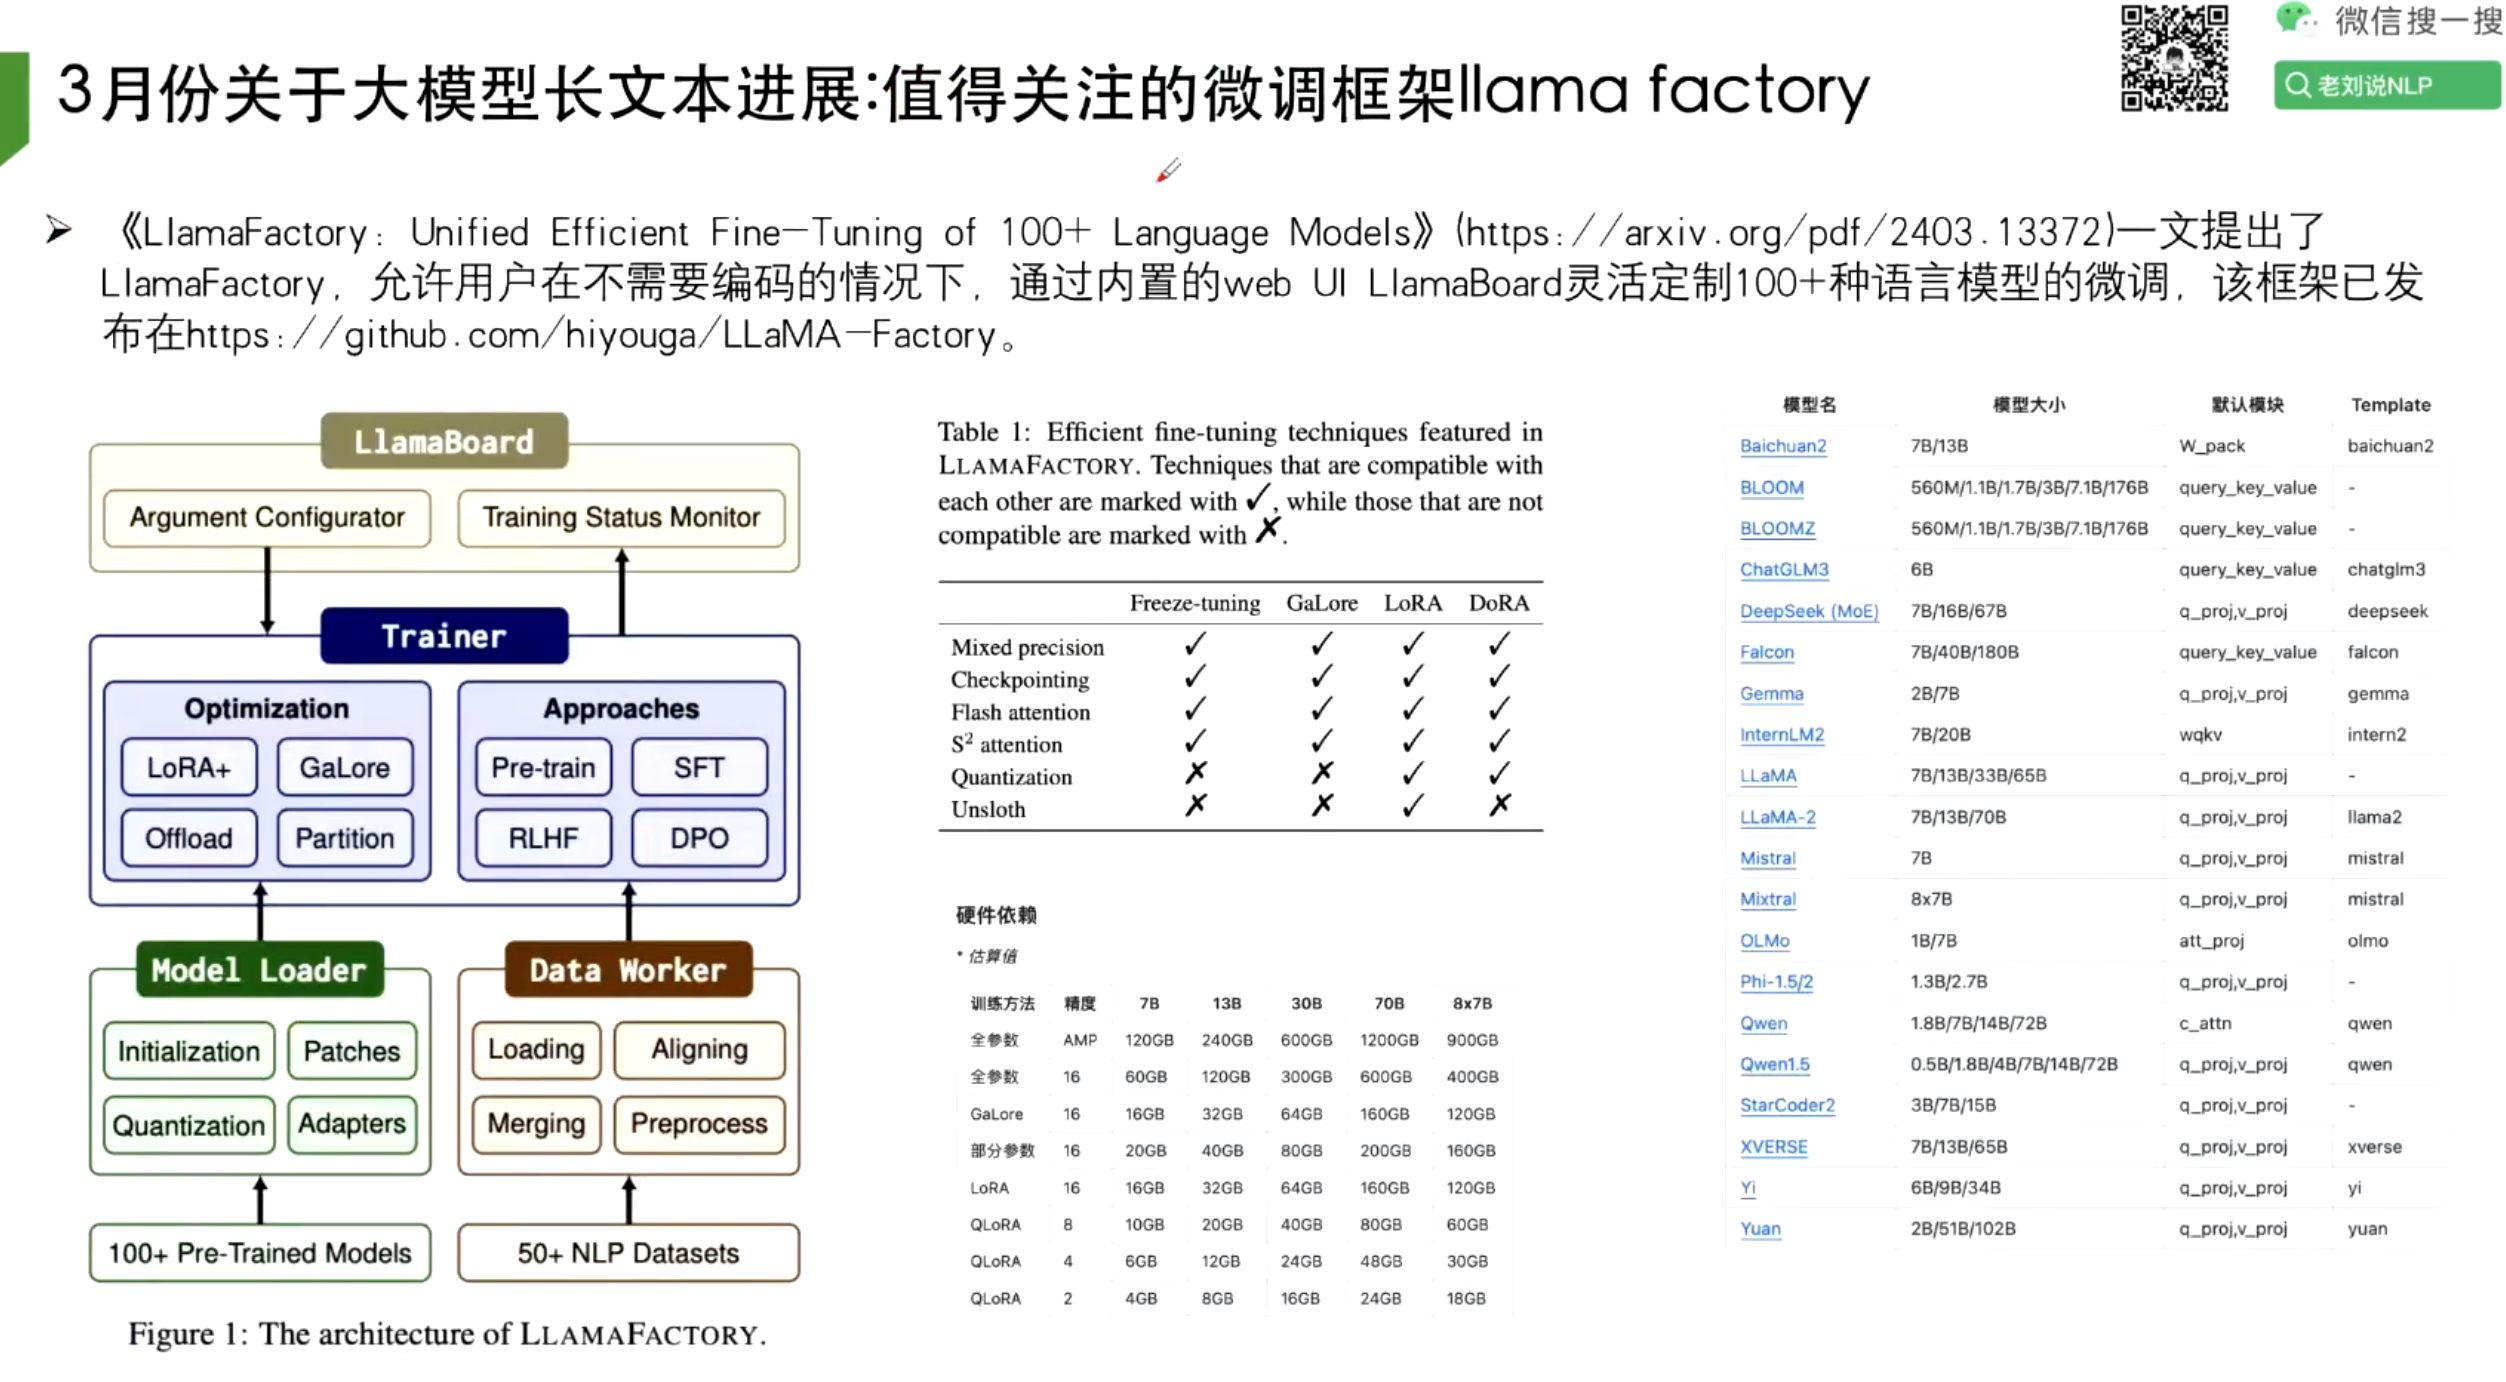 微信搜一搜
老刘说NLP
3月份关于大模型长文本进展:值得关注的微调框架llama factory
➢ 《LlamaFactory: Unified Efficient Fine-Tuning of 100+ Language Models》(https://arxiv.org/pdf/2403.13372)一文提出了
LlamaFactory,允许用户在不需要编码的情况下,通过内置的web UI LlamaBoard灵活定制100+种语言模型的微调,该框架已发
布在https://github.com/hiyouga/LLaMA-Factory。
LlamaBoard
Argument Configurator Training Status Monitor
Trainer
Optimization Approaches
LoRA+ GaLore Pre-train SFT
Offload Partition RLHF DPO
Model Loader Data Worker
Initialization Patches Loading Aligning
Quantization Adapters Merging Preprocess
100+ Pre-Trained Models 50+ NLP Datasets
Figure 1: The architecture of LLAMAFACTORY.
Table 1: Efficient fine-tuning techniques featured in
LLAMAFACTORY. Techniques that are compatible with
each other are marked with ✓, while those that are not
compatible are marked with ✗.
Freeze-tuning GaLore LoRA DoRA
Mixed precision ✓ ✓ ✓ ✓
Checkpointing ✓ ✓ ✓ ✓
Flash attention ✓ ✓ ✓ ✓
S² attention ✓ ✓ ✓ ✓
Quantization ✗ ✗ ✓ ✓
Unsloth ✗ ✗ ✓ ✗
硬件依赖
* 估算值
训练方法 精度 7B 13B 30B 70B 8x7B
全参数 AMP 120GB 240GB 600GB 1200GB 900GB
全参数 16 60GB 120GB 300GB 600GB 400GB
GaLore 16 16GB 32GB 64GB 160GB 120GB
部分参数 16 20GB 40GB 80GB 200GB 160GB
LoRA 16 16GB 32GB 64GB 160GB 120GB
QLoRA 8 10GB 20GB 40GB 80GB 60GB
QLoRA 4 6GB 12GB 24GB 48GB 30GB
QLoRA 2 4GB 8GB 16GB 24GB 18GB
模型名 模型大小 默认模块 Template
Baichuan2 7B/13B W_pack baichuan2
BLOOM 560M/1.1B/1.7B/3B/7.1B/176B query_key_value -
BLOOMZ 560M/1.1B/1.7B/3B/7.1B/176B query_key_value -
ChatGLM3 6B query_key_value chatglm3
DeepSeek (MoE) 7B/16B/67B q_proj,v_proj deepseek
Falcon 7B/40B/180B query_key_value falcon
Gemma 2B/7B q_proj,v_proj gemma
InternLM2 7B/20B wqkv intern2
LLaMA 7B/13B/33B/65B q_proj,v_proj -
LLaMA-2 7B/13B/70B q_proj,v_proj llama2
Mistral 7B q_proj,v_proj mistral
Mixtral 8x7B q_proj,v_proj mistral
OLMo 1B/7B att_proj olmo
Phi-1.5/2 1.3B/2.7B q_proj,v_proj -
Qwen 1.8B/7B/14B/72B c_attn qwen
Qwen1.5 0.5B/1.8B/4B/7B/14B/72B q_proj,v_proj qwen
StarCoder2 3B/7B/15B q_proj,v_proj -
XVERSE 7B/13B/65B q_proj,v_proj xverse
Yi 6B/9B/34B q_proj,v_proj yi
Yuan 2B/51B/102B q_proj,v_proj yuan